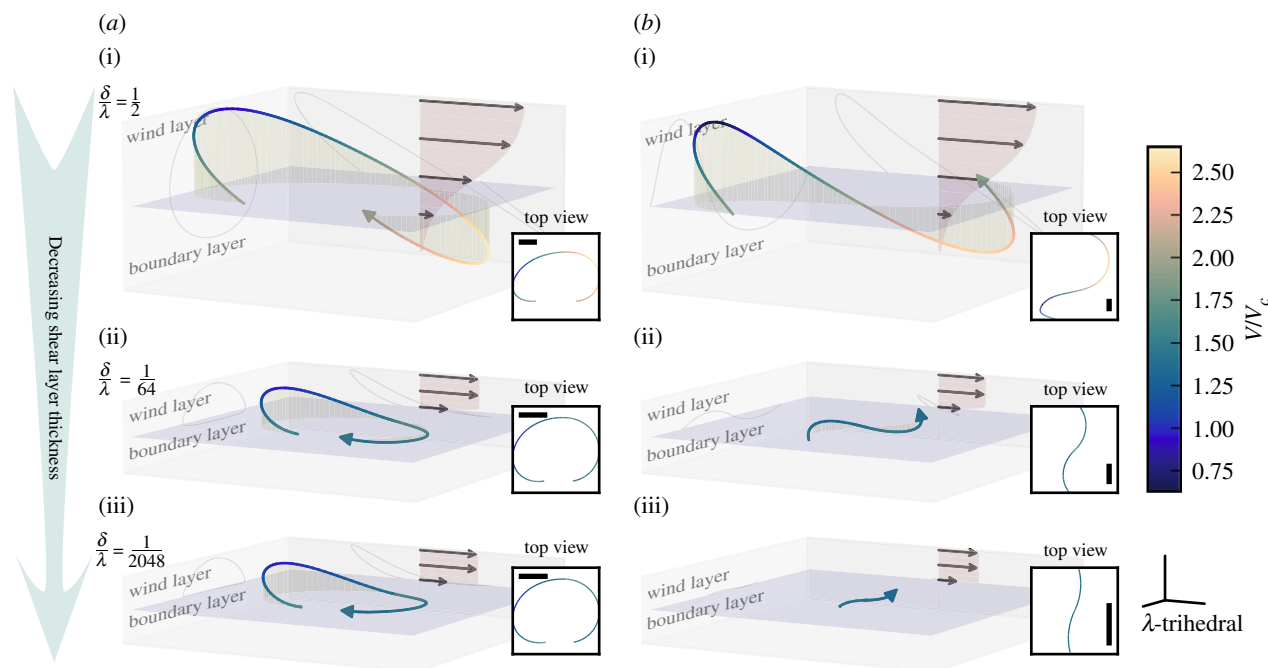 (a)
(b)
(i)
(i)
δ/λ = 1/2
wind layer
boundary layer
top view
wind layer
boundary layer
top view
Decreasing shear layer thickness
(ii)
(ii)
δ/λ = 1/64
wind layer
boundary layer
top view
wind layer
boundary layer
top view
(iii)
(iii)
δ/λ = 1/2048
wind layer
boundary layer
top view
wind layer
boundary layer
top view
2.50
2.25
2.00
1.75
1.50
1.25
1.00
0.75
V/V_c
λ-trihedral